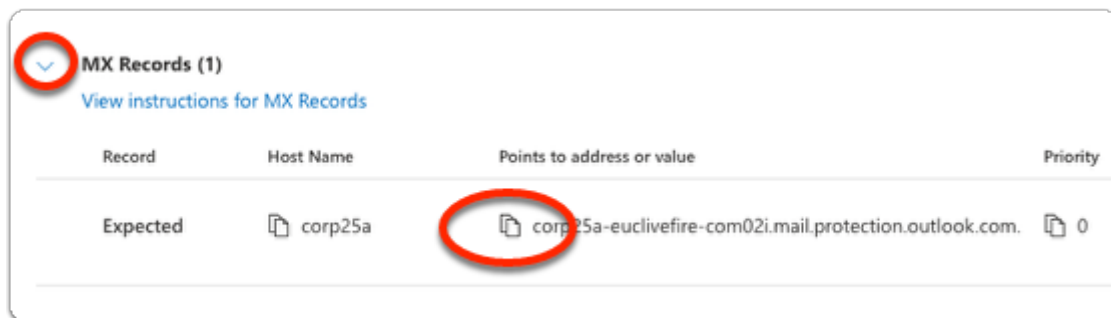 MX Records (1)
View instructions for MX Records
Record Host Name Points to address or value Priority
Expected corp25a corp25a-euclivefire-com02i.mail.protection.outlook.com. 0